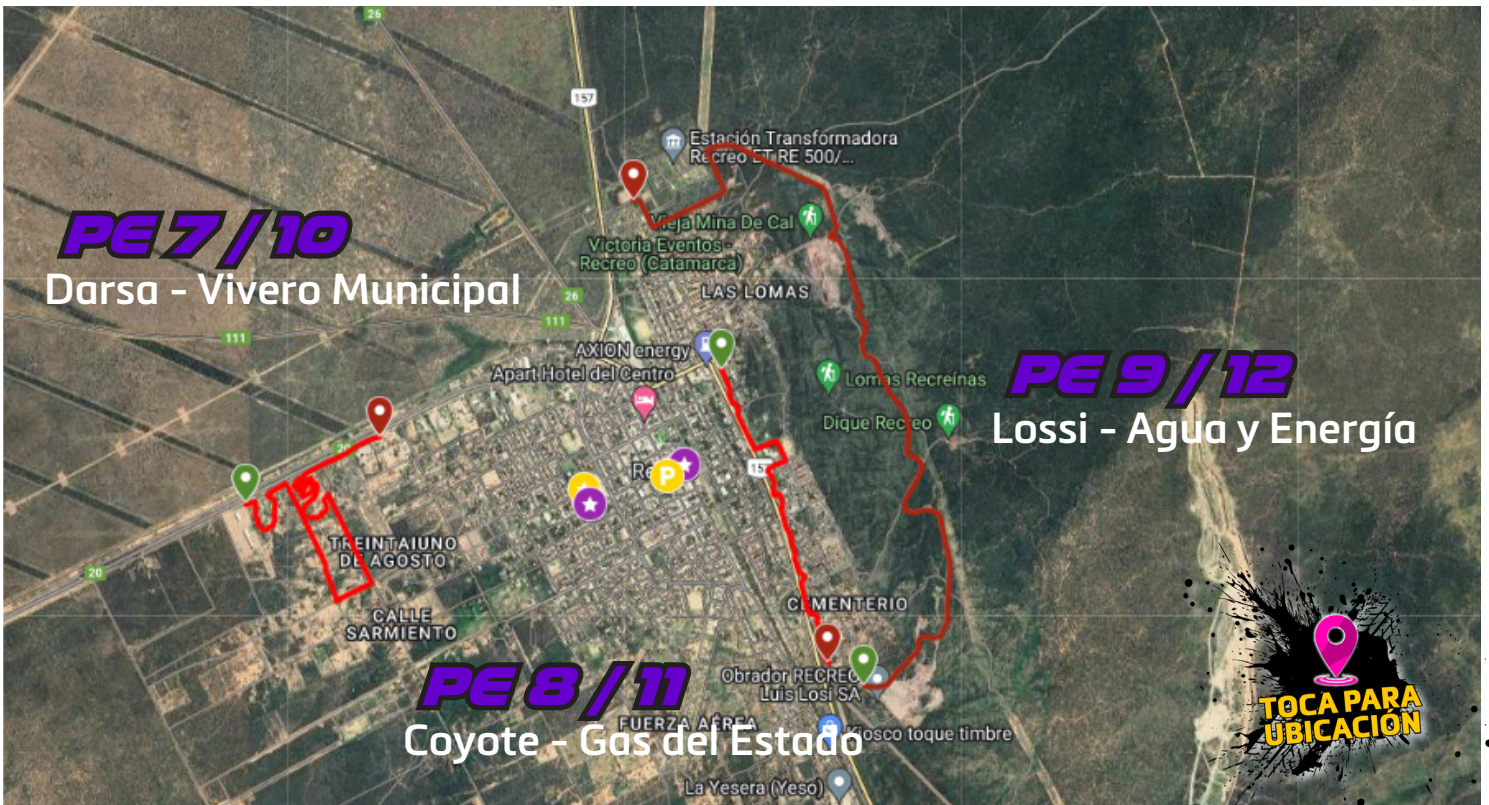 26
157
Estación Transformadora
Recreo ET RE 500/...
PE 7 / 10
Darsa - Vivero Municipal
Vieja Mina De Cal
Victoria Eventos -
Recreo (Catamarca)
LAS LOMAS
26
111
111
AXION energy
Apart Hotel del Centro
Lomas Recreínas
PE 9 / 12
Dique Recreo
Lossi - Agua y Energía
P
TREINTAIUNO
DE AGOSTO
20
CALLE
SARMIENTO
CEMENTERIO
PE 8 / 11
Obrador RECREO
Luis Losi SA
FUERZA AÉREA
Coyote - Gas del Estado
Kiosco toque timbre
La Yesera (Yeso)
TOCA PARA
UBICACIÓN